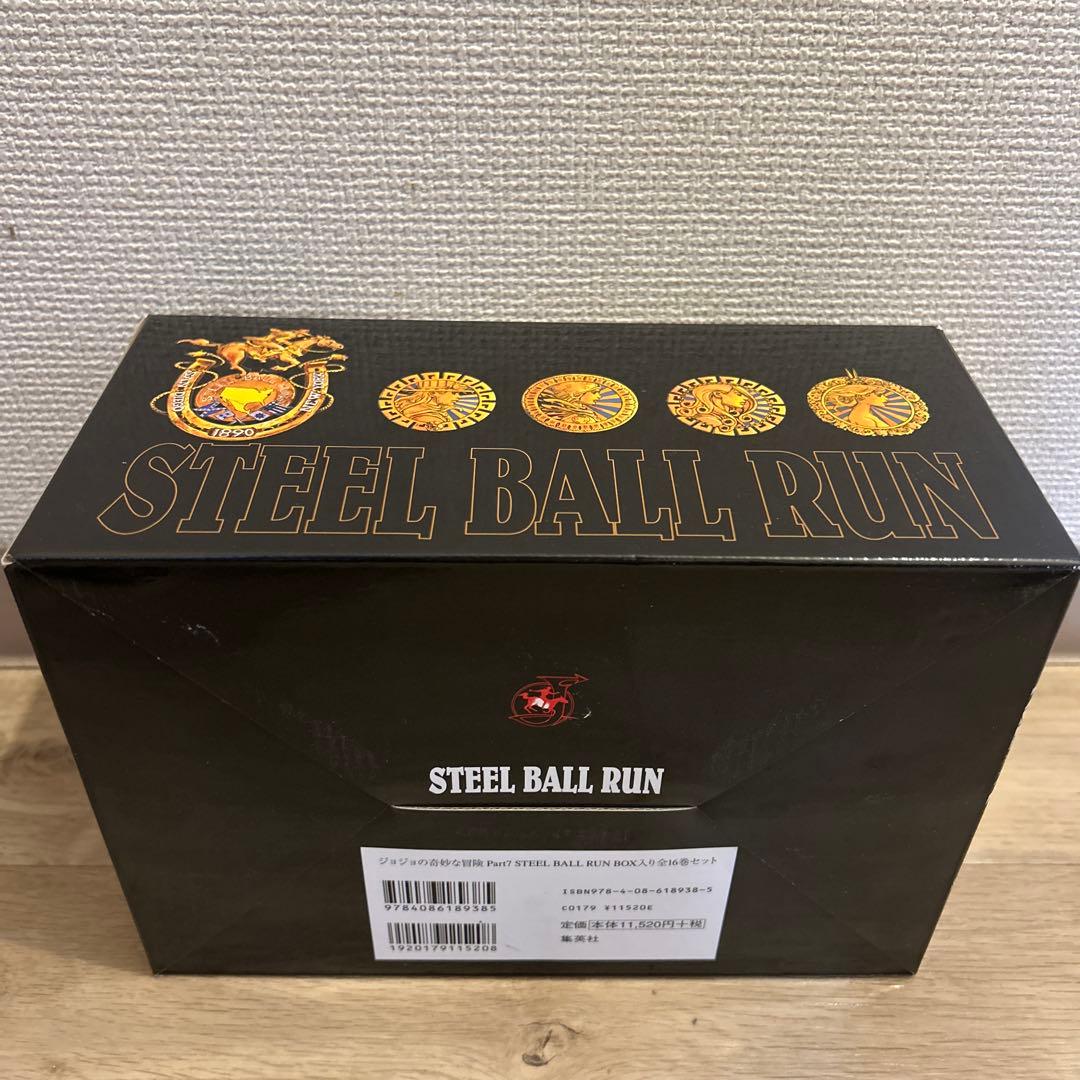 NEW YORK
1890
STEEL BALL RUN
STEEL BALL RUN
ジョジョの奇妙な冒険 Part7 STEEL BALL RUN BOX入り全16巻セット
9784086189385
ISBN978-4-08-618938-5
C0179 ¥11520E
1920179115208
定価 本体11,520円+税
集英社